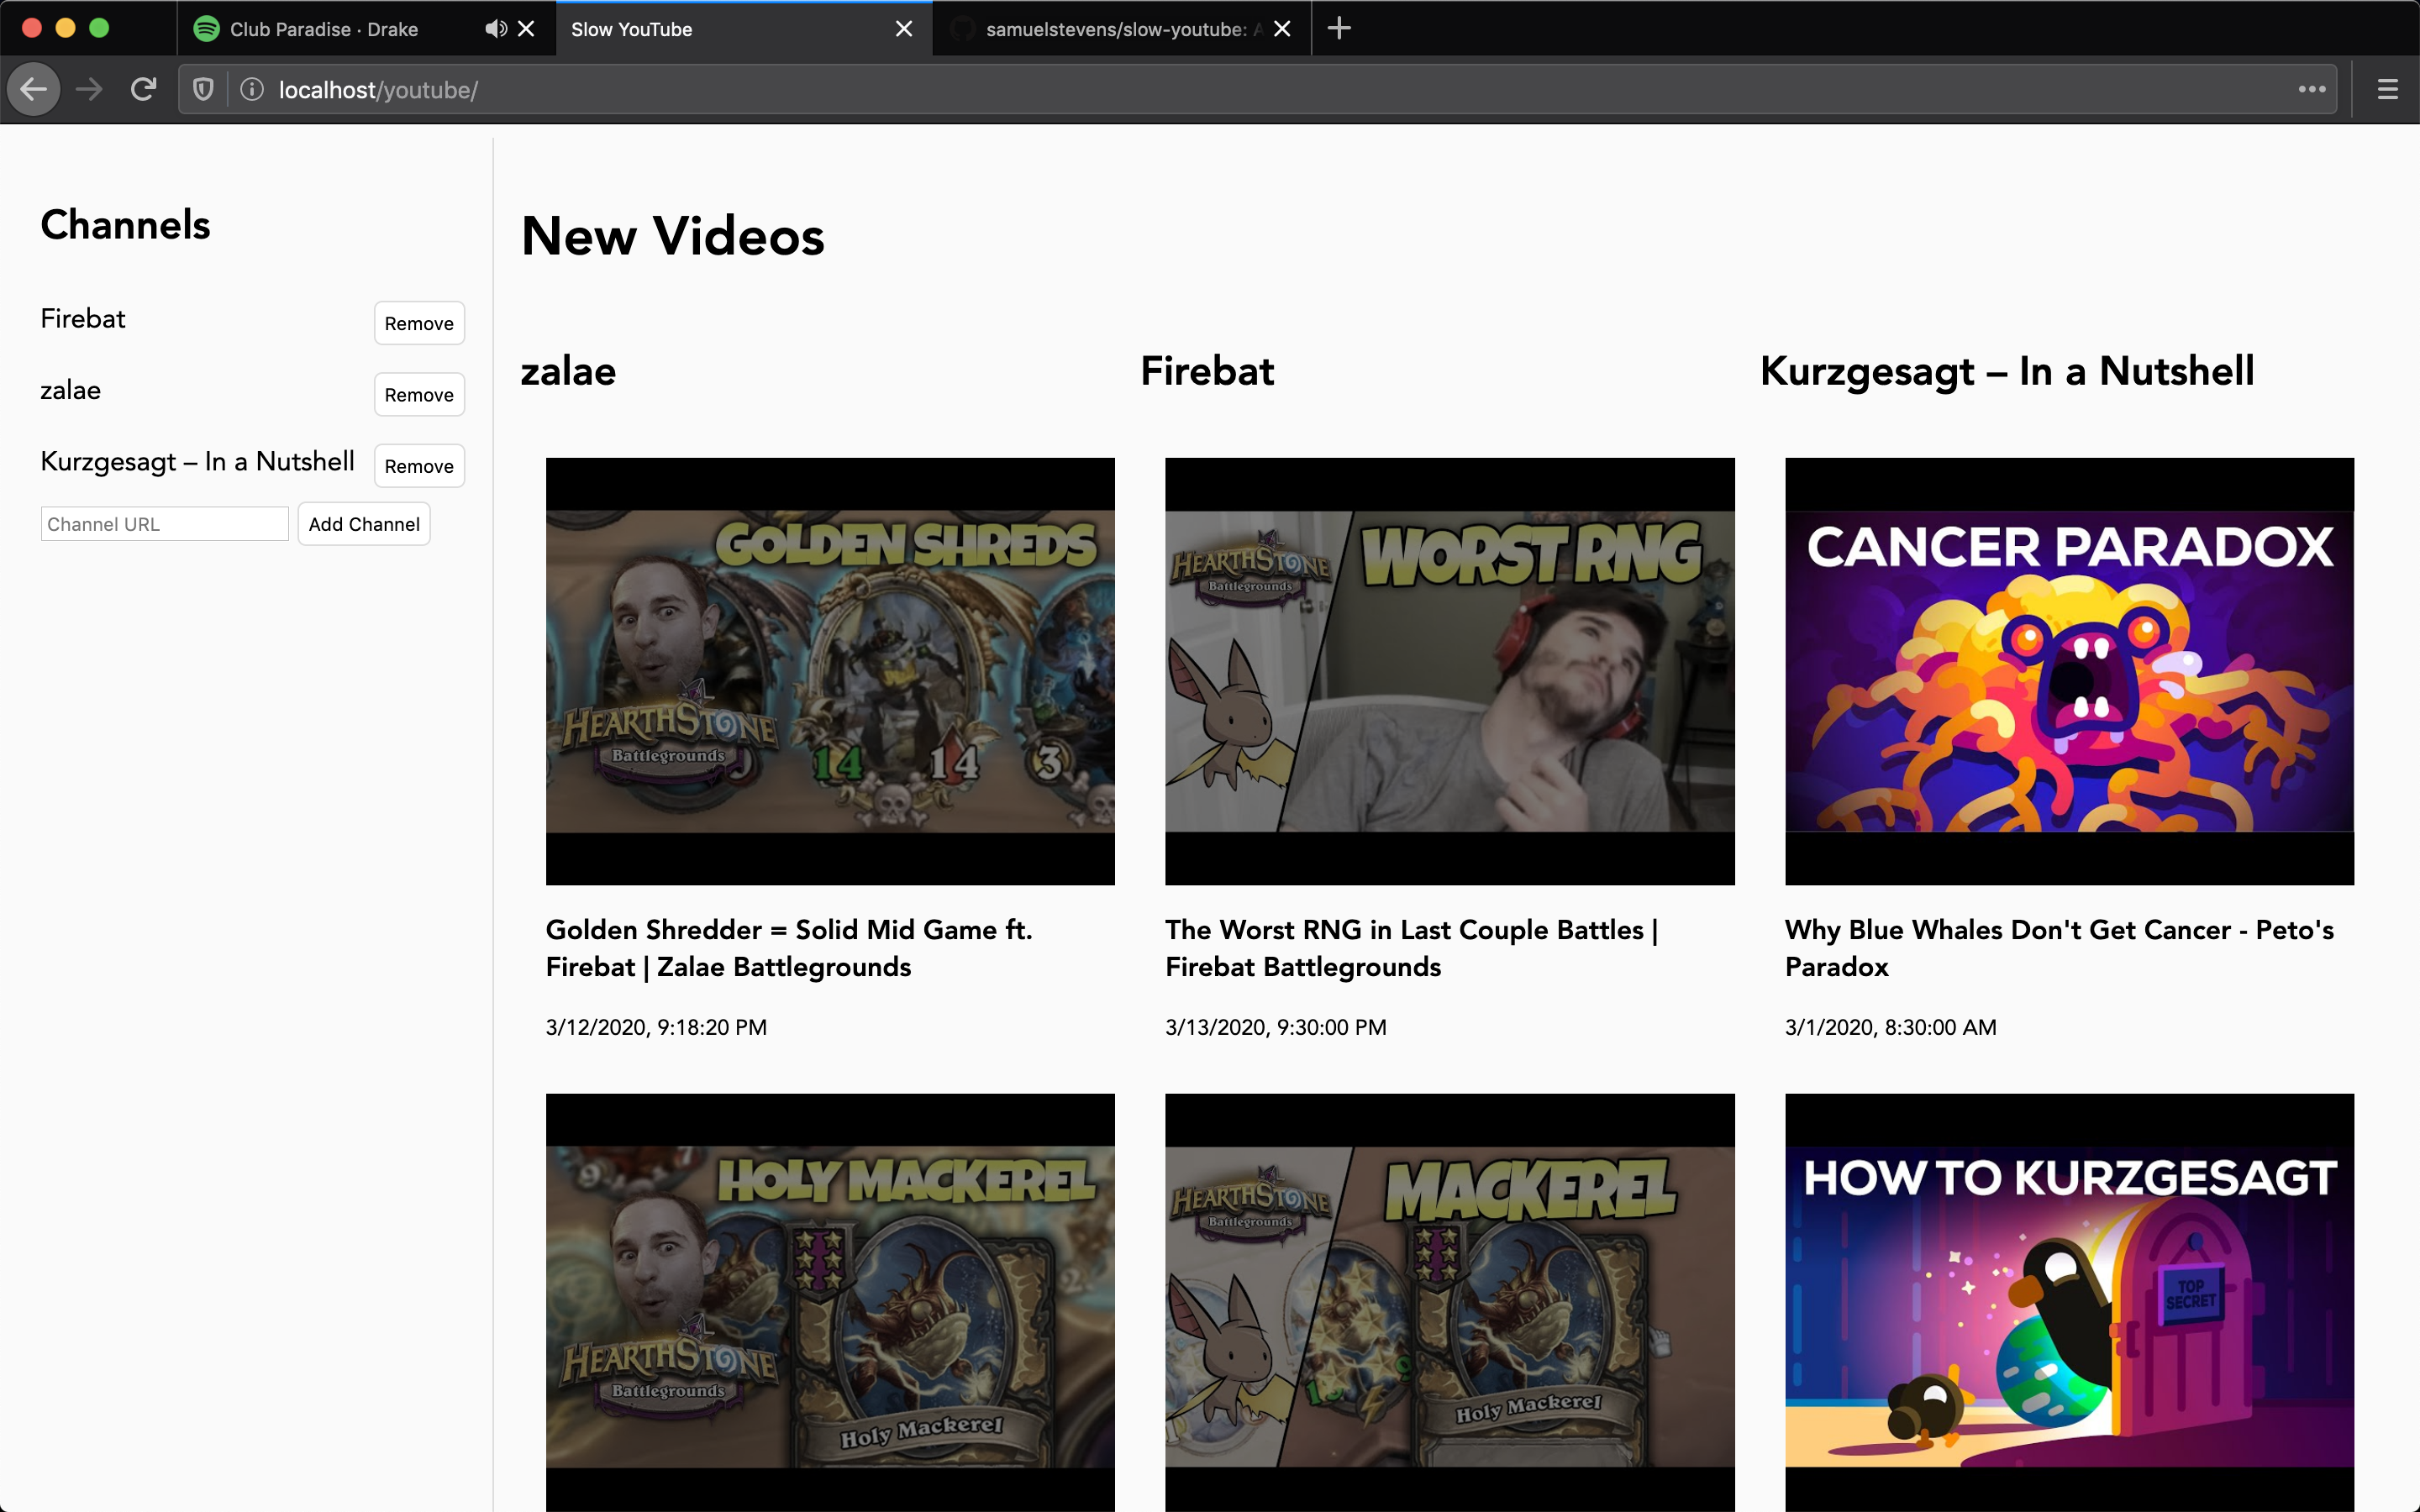 Club Paradise · Drake
Slow YouTube
samuelstevens/slow-youtube: A
localhost/youtube/
Channels
Firebat
Remove
zalae
Remove
Kurzgesagt – In a Nutshell
Remove
Channel URL
Add Channel
New Videos
zalae
GOLDEN SHREDS
HEARTHSTONE
Battlegrounds
14
14
3
Golden Shredder = Solid Mid Game ft.
Firebat | Zalae Battlegrounds
3/12/2020, 9:18:20 PM
HOLY MACKEREL
HEARTHSTONE
Battlegrounds
Holy Mackerel
Firebat
WORST RNG
HEARTHSTONE
Battlegrounds
The Worst RNG in Last Couple Battles |
Firebat Battlegrounds
3/13/2020, 9:30:00 PM
MACKEREL
HEARTHSTONE
Battlegrounds
Holy Mackerel
Kurzgesagt – In a Nutshell
CANCER PARADOX
Why Blue Whales Don't Get Cancer - Peto's
Paradox
3/1/2020, 8:30:00 AM
HOW TO KURZGESAGT
TOP
SECRET